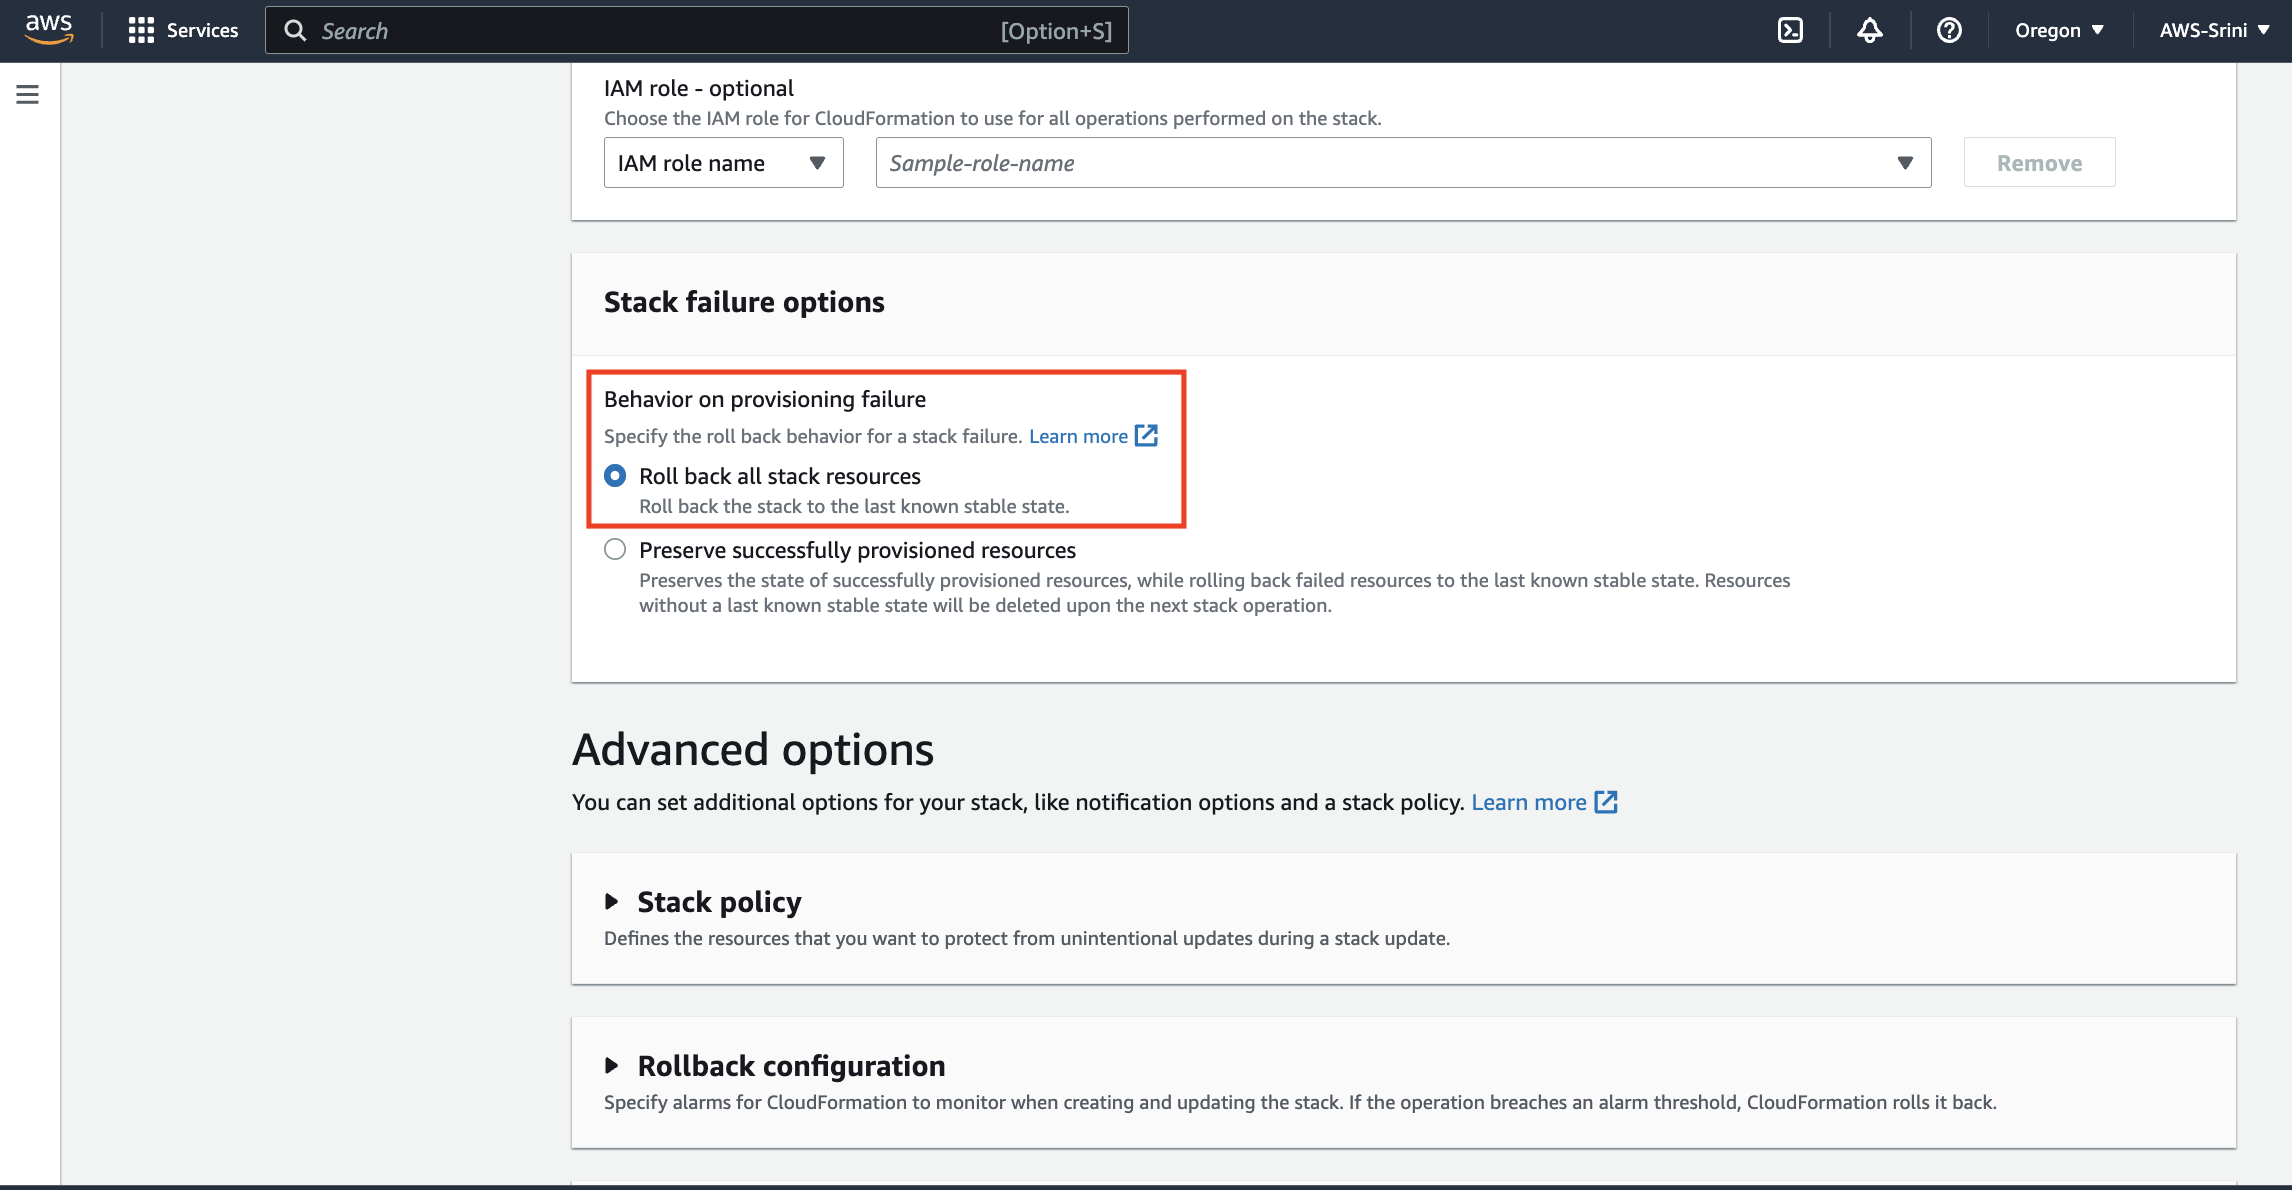 aws
Services
Search
[Option+S]
Oregon
AWS-Srini
IAM role - optional
Choose the IAM role for CloudFormation to use for all operations performed on the stack.
IAM role name
Sample-role-name
Remove
Stack failure options
Behavior on provisioning failure
Specify the roll back behavior for a stack failure. Learn more
Roll back all stack resources
Roll back the stack to the last known stable state.
Preserve successfully provisioned resources
Preserves the state of successfully provisioned resources, while rolling back failed resources to the last known stable state. Resources
without a last known stable state will be deleted upon the next stack operation.
Advanced options
You can set additional options for your stack, like notification options and a stack policy. Learn more
Stack policy
Defines the resources that you want to protect from unintentional updates during a stack update.
Rollback configuration
Specify alarms for CloudFormation to monitor when creating and updating the stack. If the operation breaches an alarm threshold, CloudFormation rolls it back.